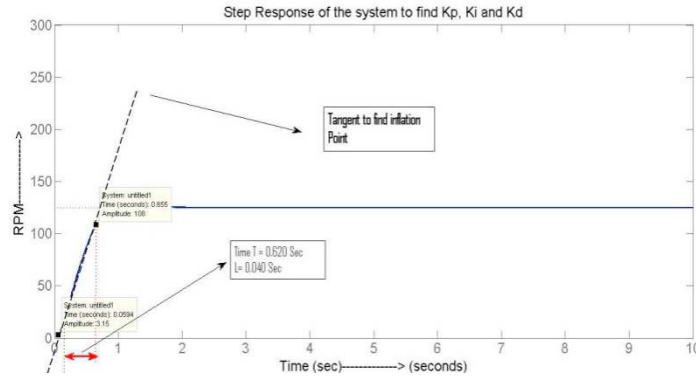 Step Response of the system to find Kp, Ki and Kd
300
250
200
150
100
50
0
RPM------------->
Tangent to find inflation
Point
System: untitled1
Time (seconds): 0.655
Amplitude: 108
Time T = 0.620 Sec
L= 0.040 Sec
System: untitled1
Time (seconds): 0.0594
Amplitude: 3.15
0 1 2 3 4 5 6 7 8 9 10
Time (sec)-------------> (seconds)